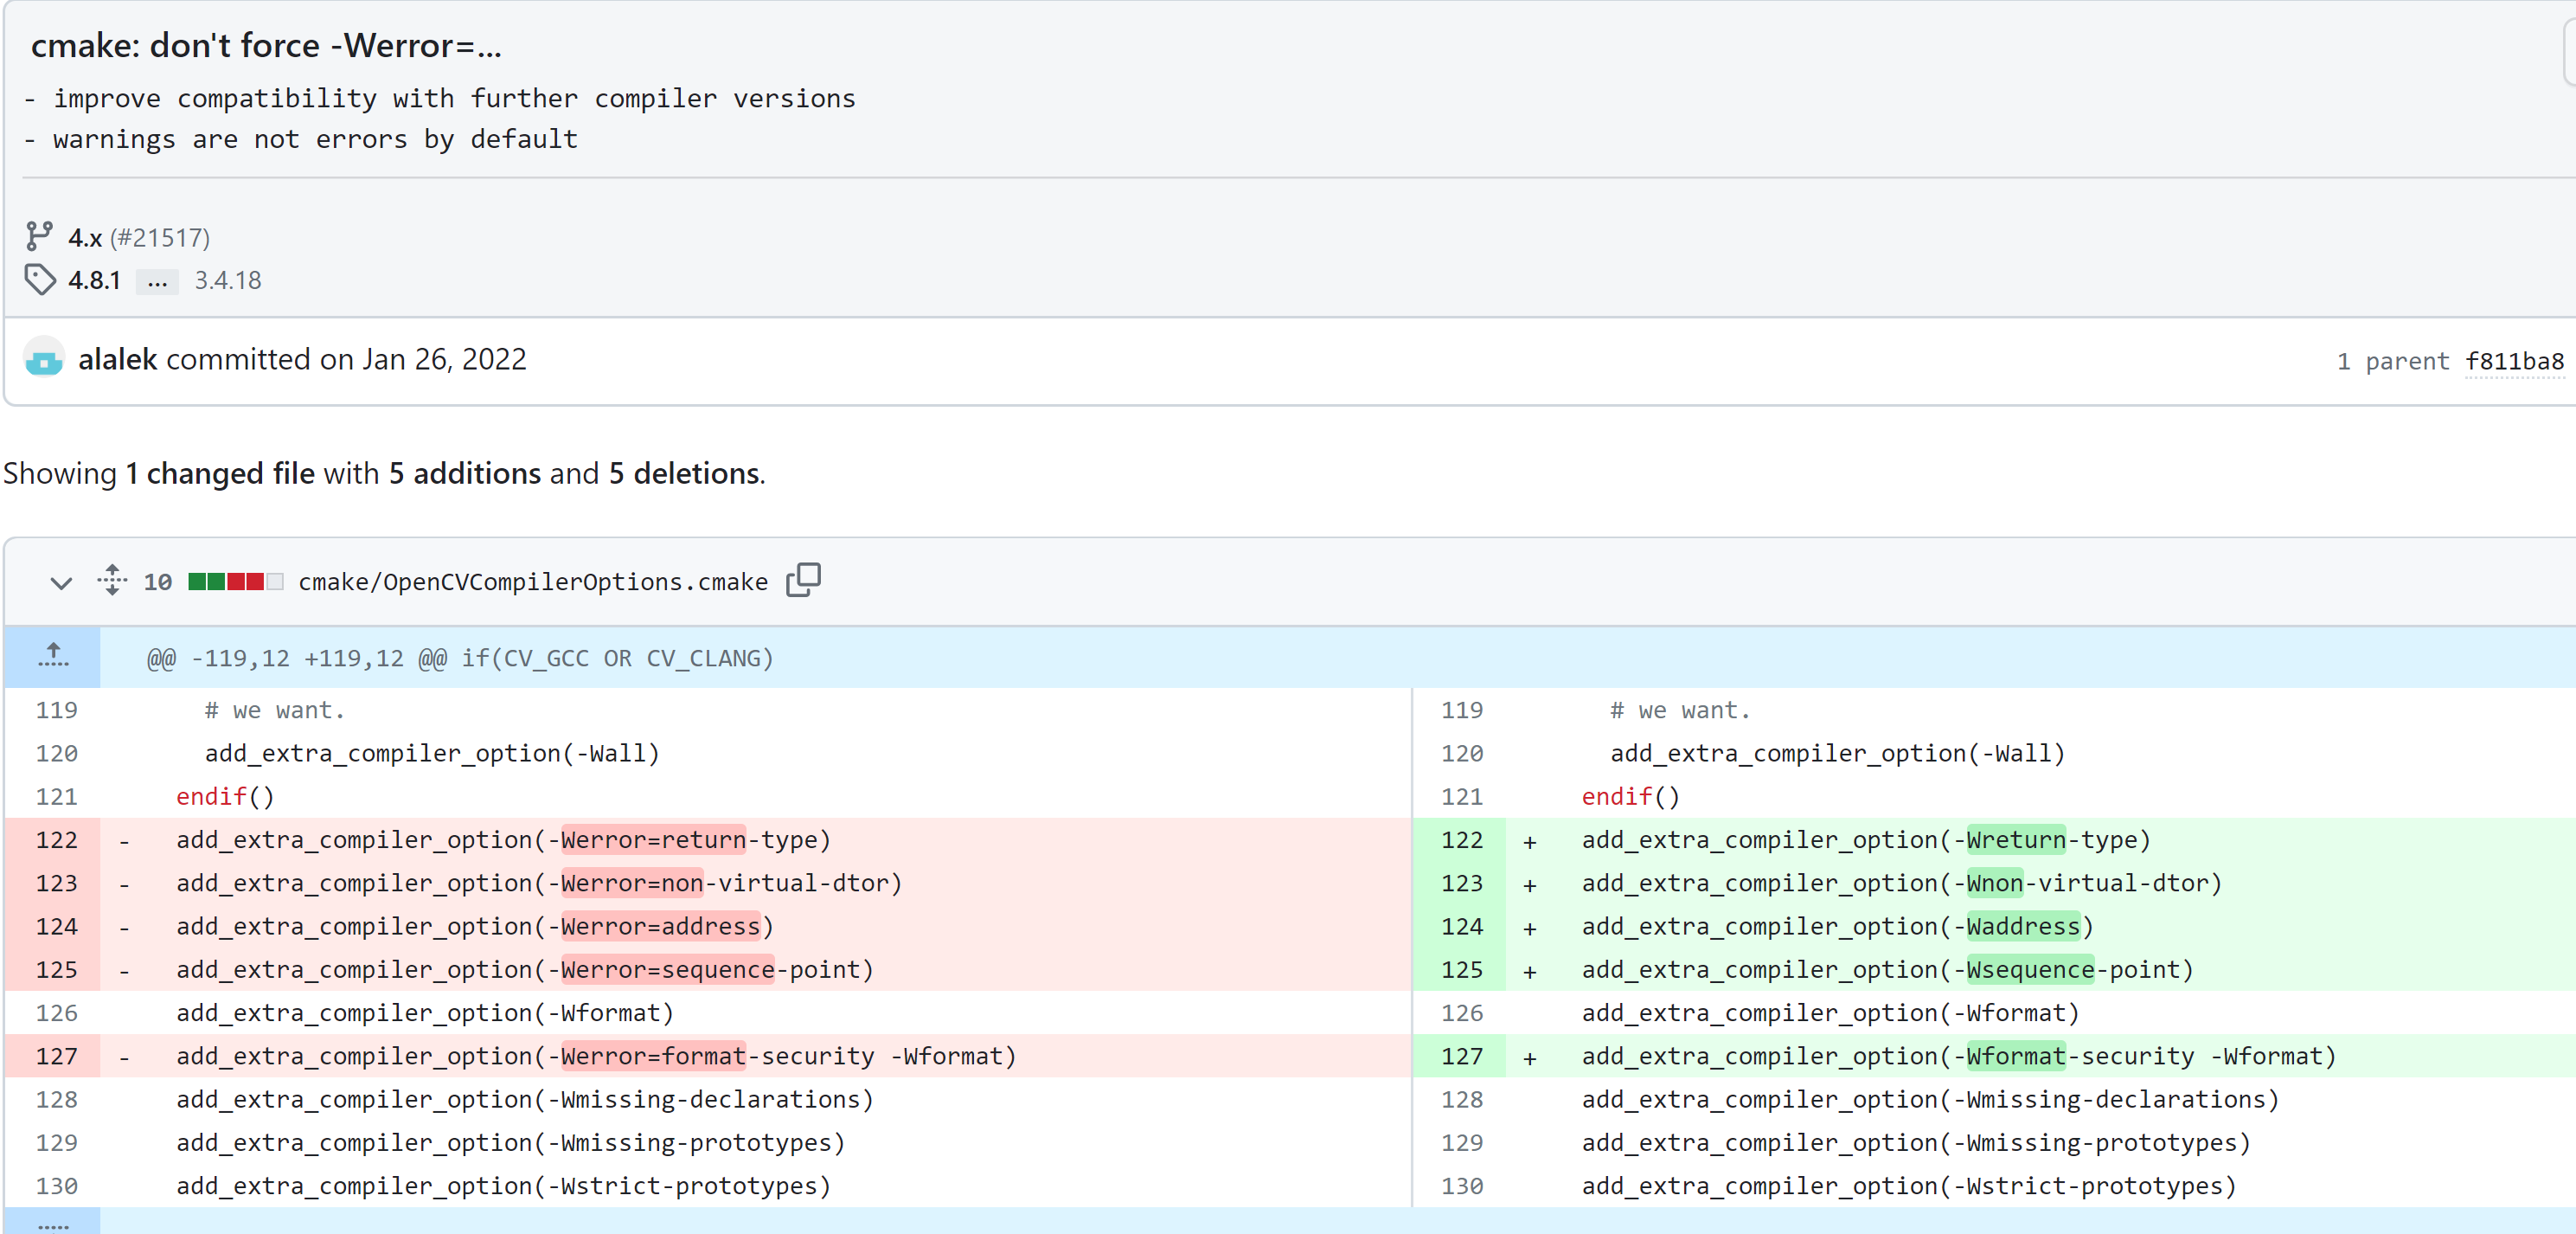 cmake: don't force -Werror=...
- improve compatibility with further compiler versions
- warnings are not errors by default
4.x (#21517)
4.8.1 ... 3.4.18
alalek committed on Jan 26, 2022
1 parent f811ba8
Showing 1 changed file with 5 additions and 5 deletions.
10 cmake/OpenCVCompilerOptions.cmake
@@ -119,12 +119,12 @@ if(CV_GCC OR CV_CLANG)
119 # we want.
120 add_extra_compiler_option(-Wall)
121 endif()
122 - add_extra_compiler_option(-Werror=return-type)
123 - add_extra_compiler_option(-Werror=non-virtual-dtor)
124 - add_extra_compiler_option(-Werror=address)
125 - add_extra_compiler_option(-Werror=sequence-point)
126 add_extra_compiler_option(-Wformat)
127 - add_extra_compiler_option(-Werror=format-security -Wformat)
128 add_extra_compiler_option(-Wmissing-declarations)
129 add_extra_compiler_option(-Wmissing-prototypes)
130 add_extra_compiler_option(-Wstrict-prototypes)
119 # we want.
120 add_extra_compiler_option(-Wall)
121 endif()
122 + add_extra_compiler_option(-Wreturn-type)
123 + add_extra_compiler_option(-Wnon-virtual-dtor)
124 + add_extra_compiler_option(-Waddress)
125 + add_extra_compiler_option(-Wsequence-point)
126 add_extra_compiler_option(-Wformat)
127 + add_extra_compiler_option(-Wformat-security -Wformat)
128 add_extra_compiler_option(-Wmissing-declarations)
129 add_extra_compiler_option(-Wmissing-prototypes)
130 add_extra_compiler_option(-Wstrict-prototypes)